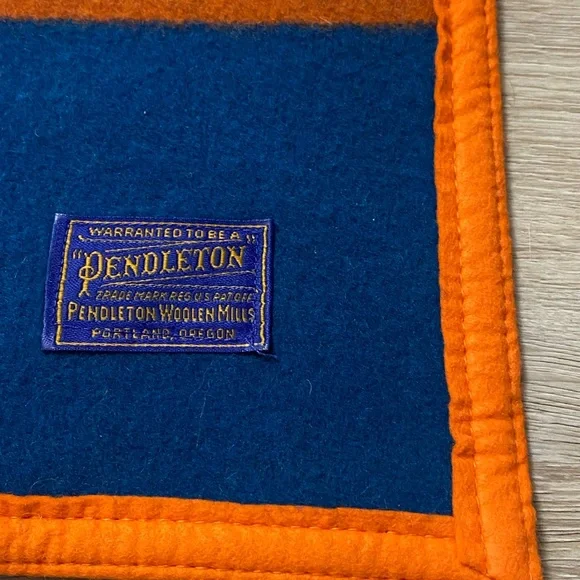 WARRANTED TO BE A
"PENDLETON"
TRADE MARK REG. U.S. PAT. OFF.
PENDLETON WOOLEN MILLS
PORTLAND, OREGON